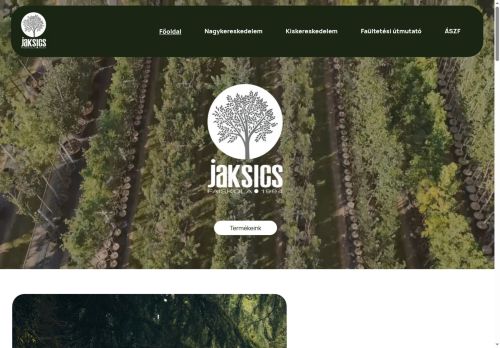 jaKSICS
Főoldal
Nagykereskedelem
Kiskereskedelem
Faültetési útmutató
ÁSZF
jaKSICS
FAISKOLA ● 1994
Termékeink